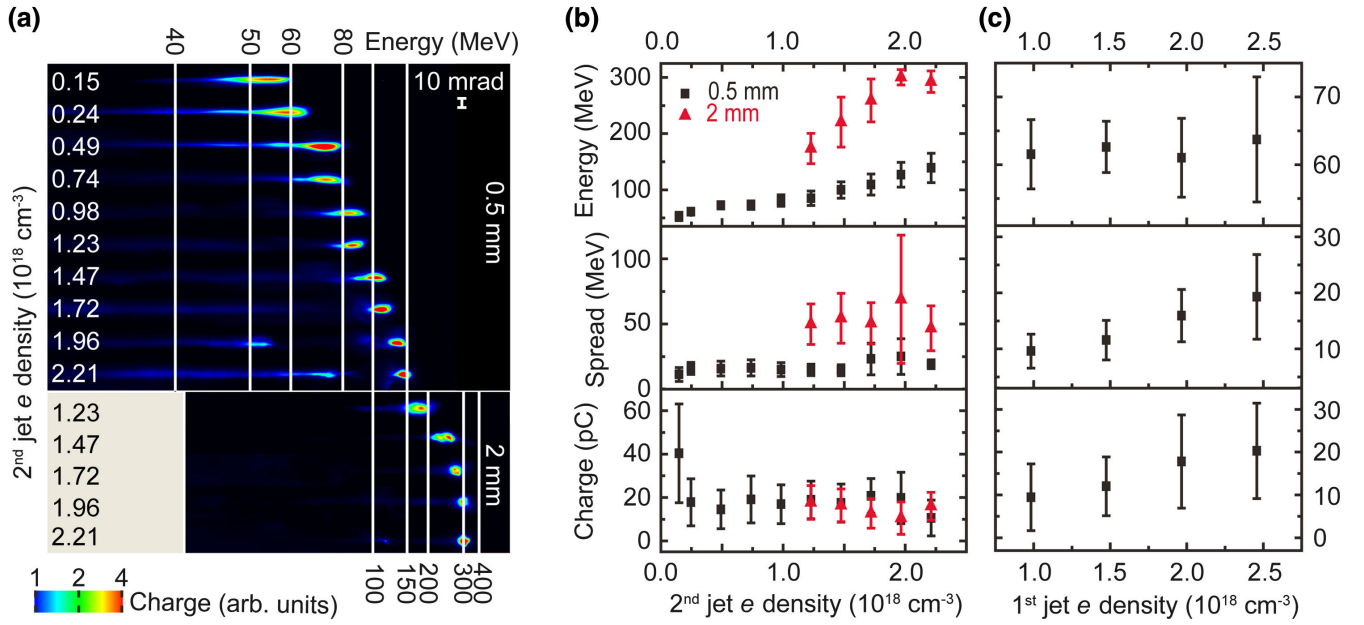 (a)
40 50 60 80 Energy (MeV)
0.15
0.24
0.49
0.74
0.98
1.23
1.47
1.72
1.96
2.21
10 mrad
0.5 mm
1.23
1.47
1.72
1.96
2.21
2 mm
2nd jet e density (10^18 cm-3)
100 150 200 300 400
1 2 4 Charge (arb. units)
(b)
0.0 1.0 2.0
300
200
100
Energy (MeV)
0.5 mm
2 mm
100
50
0
Spread (MeV)
60
40
20
0
Charge (pC)
0.0 1.0 2.0
2nd jet e density (10^18 cm-3)
(c)
1.0 1.5 2.0 2.5
70
60
30
20
10
30
20
10
0
1.0 1.5 2.0 2.5
1st jet e density (10^18 cm-3)